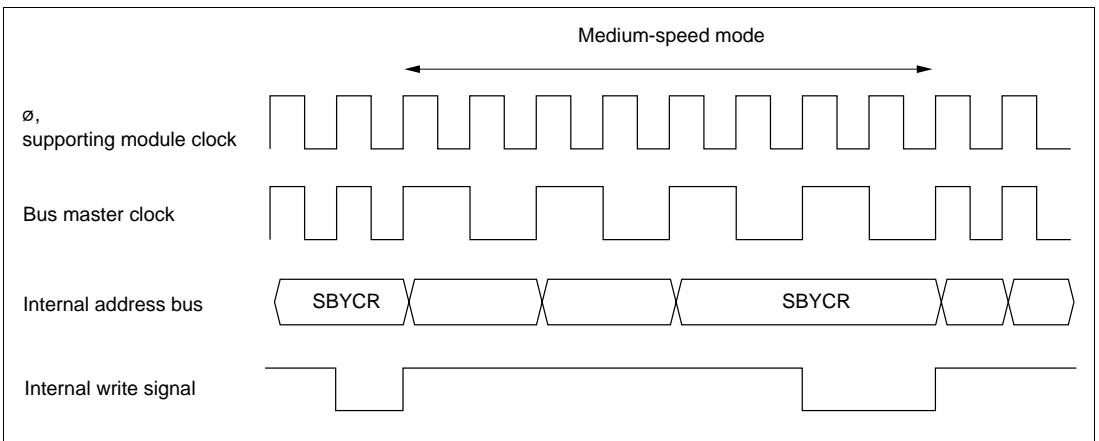 Medium-speed mode
ø,
supporting module clock
Bus master clock
Internal address bus
SBYCR
SBYCR
Internal write signal